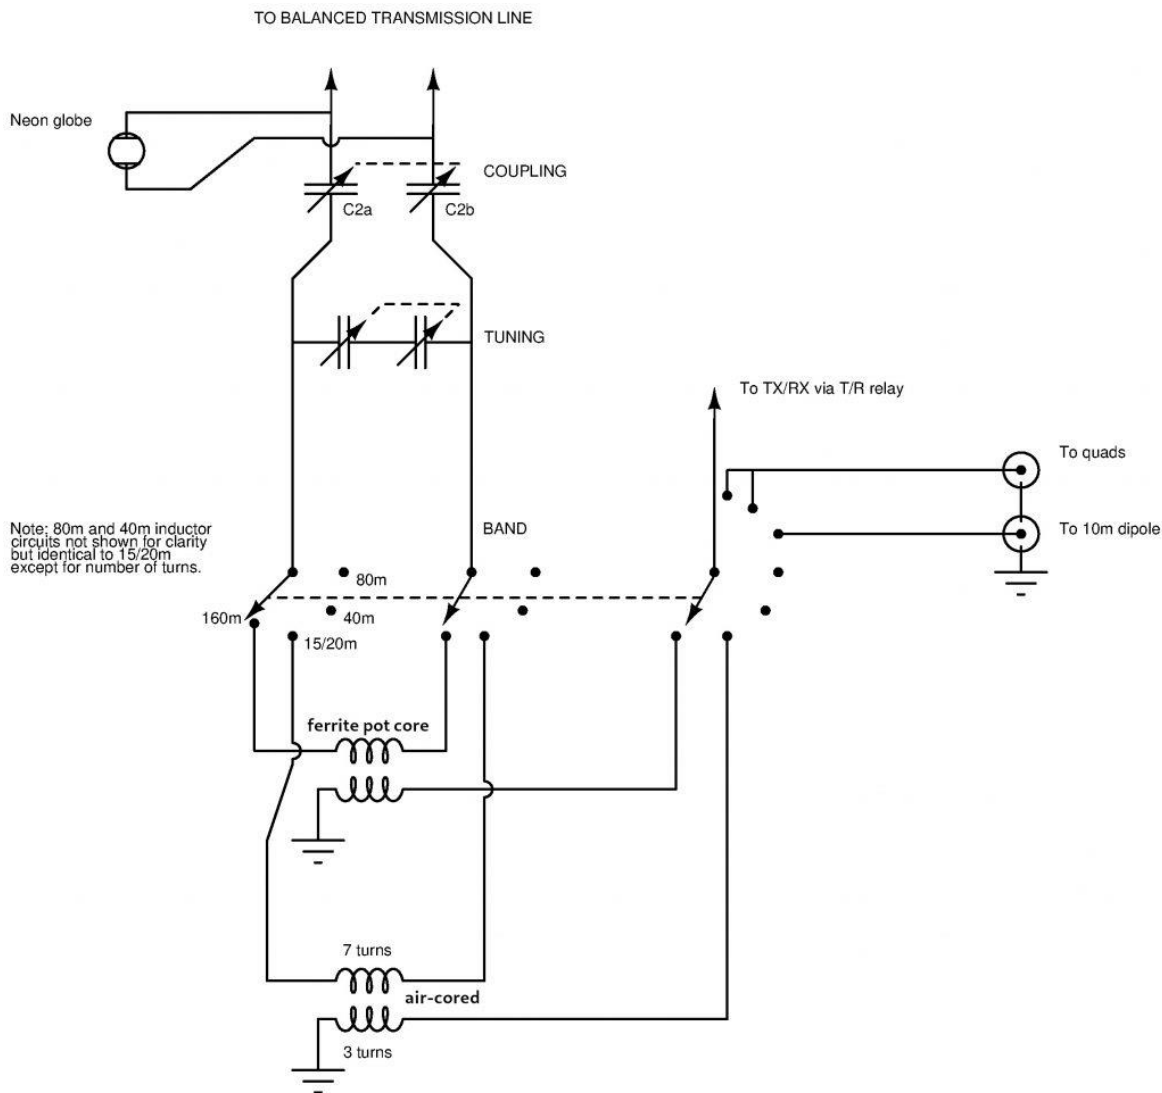 TO BALANCED TRANSMISSION LINE
Neon globe
COUPLING
C2a
C2b
TUNING
To TX/RX via T/R relay
To quads
To 10m dipole
Note: 80m and 40m inductor
circuits not shown for clarity
but identical to 15/20m
except for number of turns.
BAND
80m
160m
40m
15/20m
ferrite pot core
7 turns
air-cored
3 turns